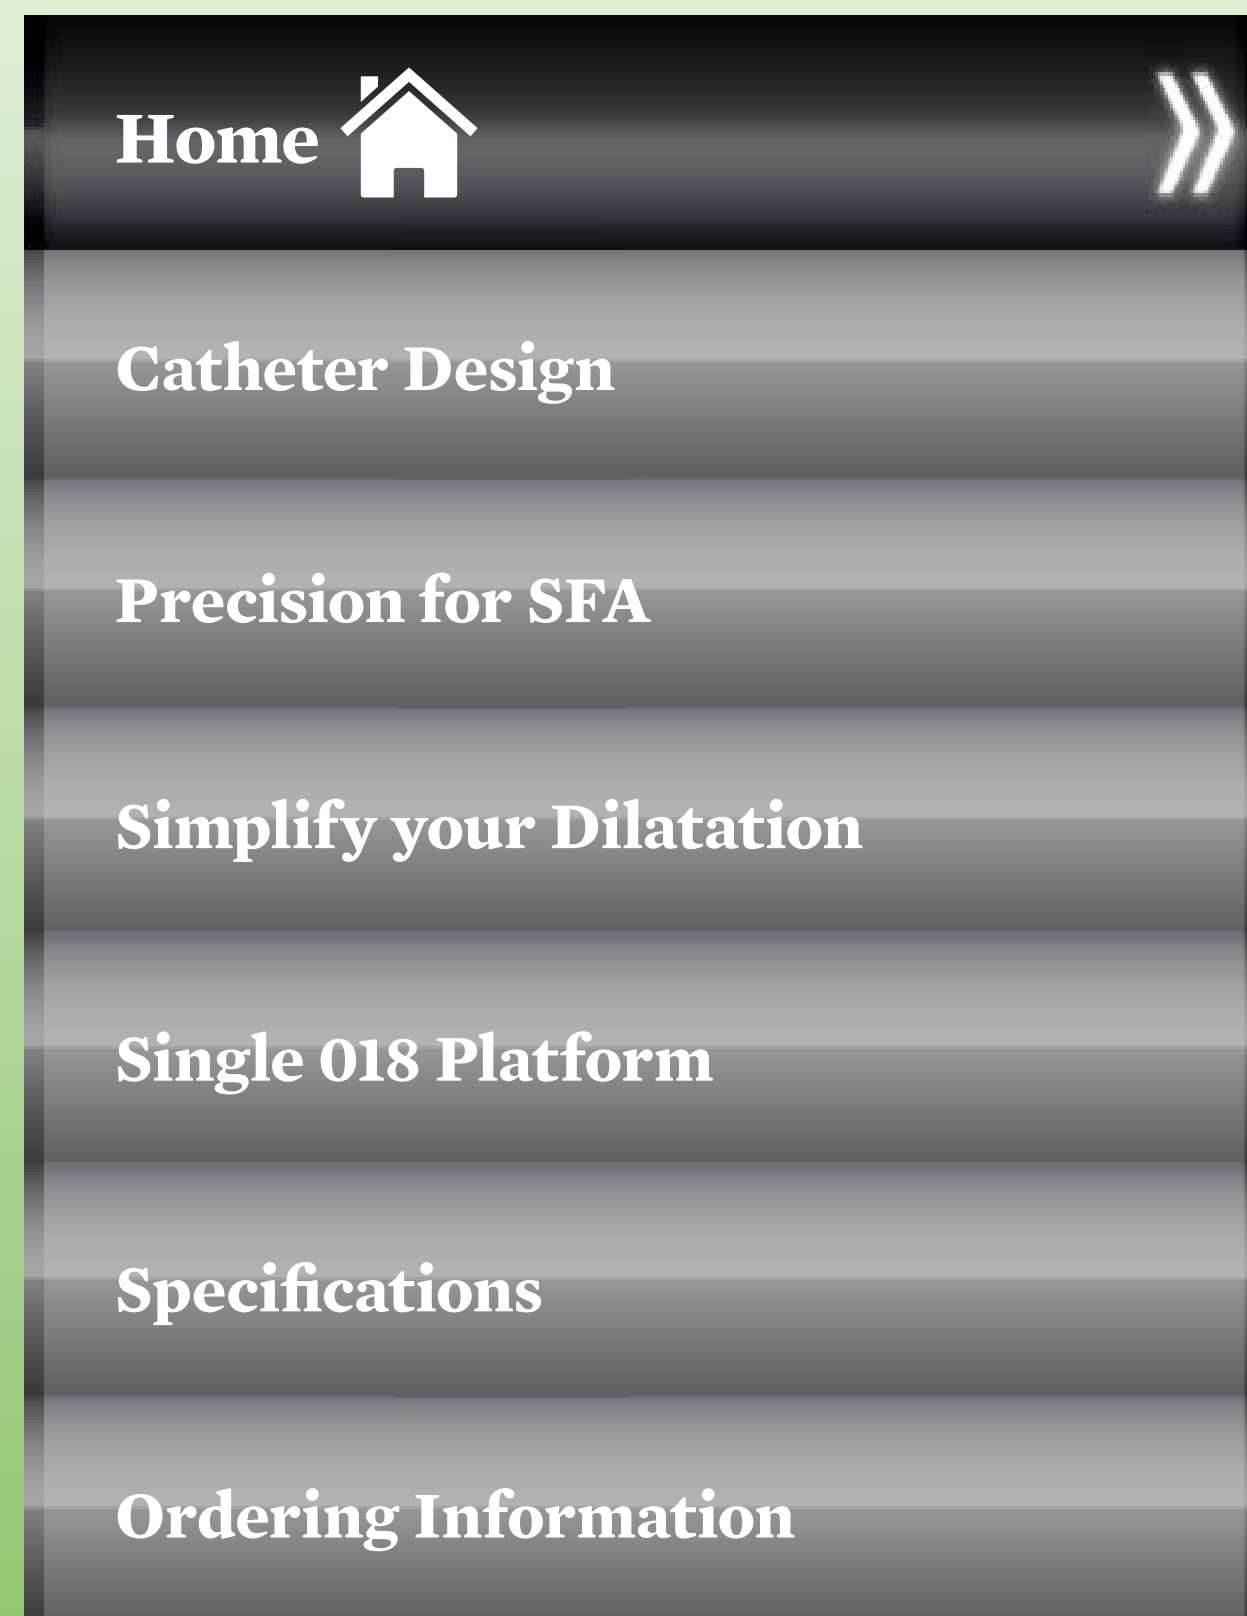 Home
Catheter Design
Precision for SFA
Simplify your Dilatation
Single 018 Platform
Specifications
Ordering Information